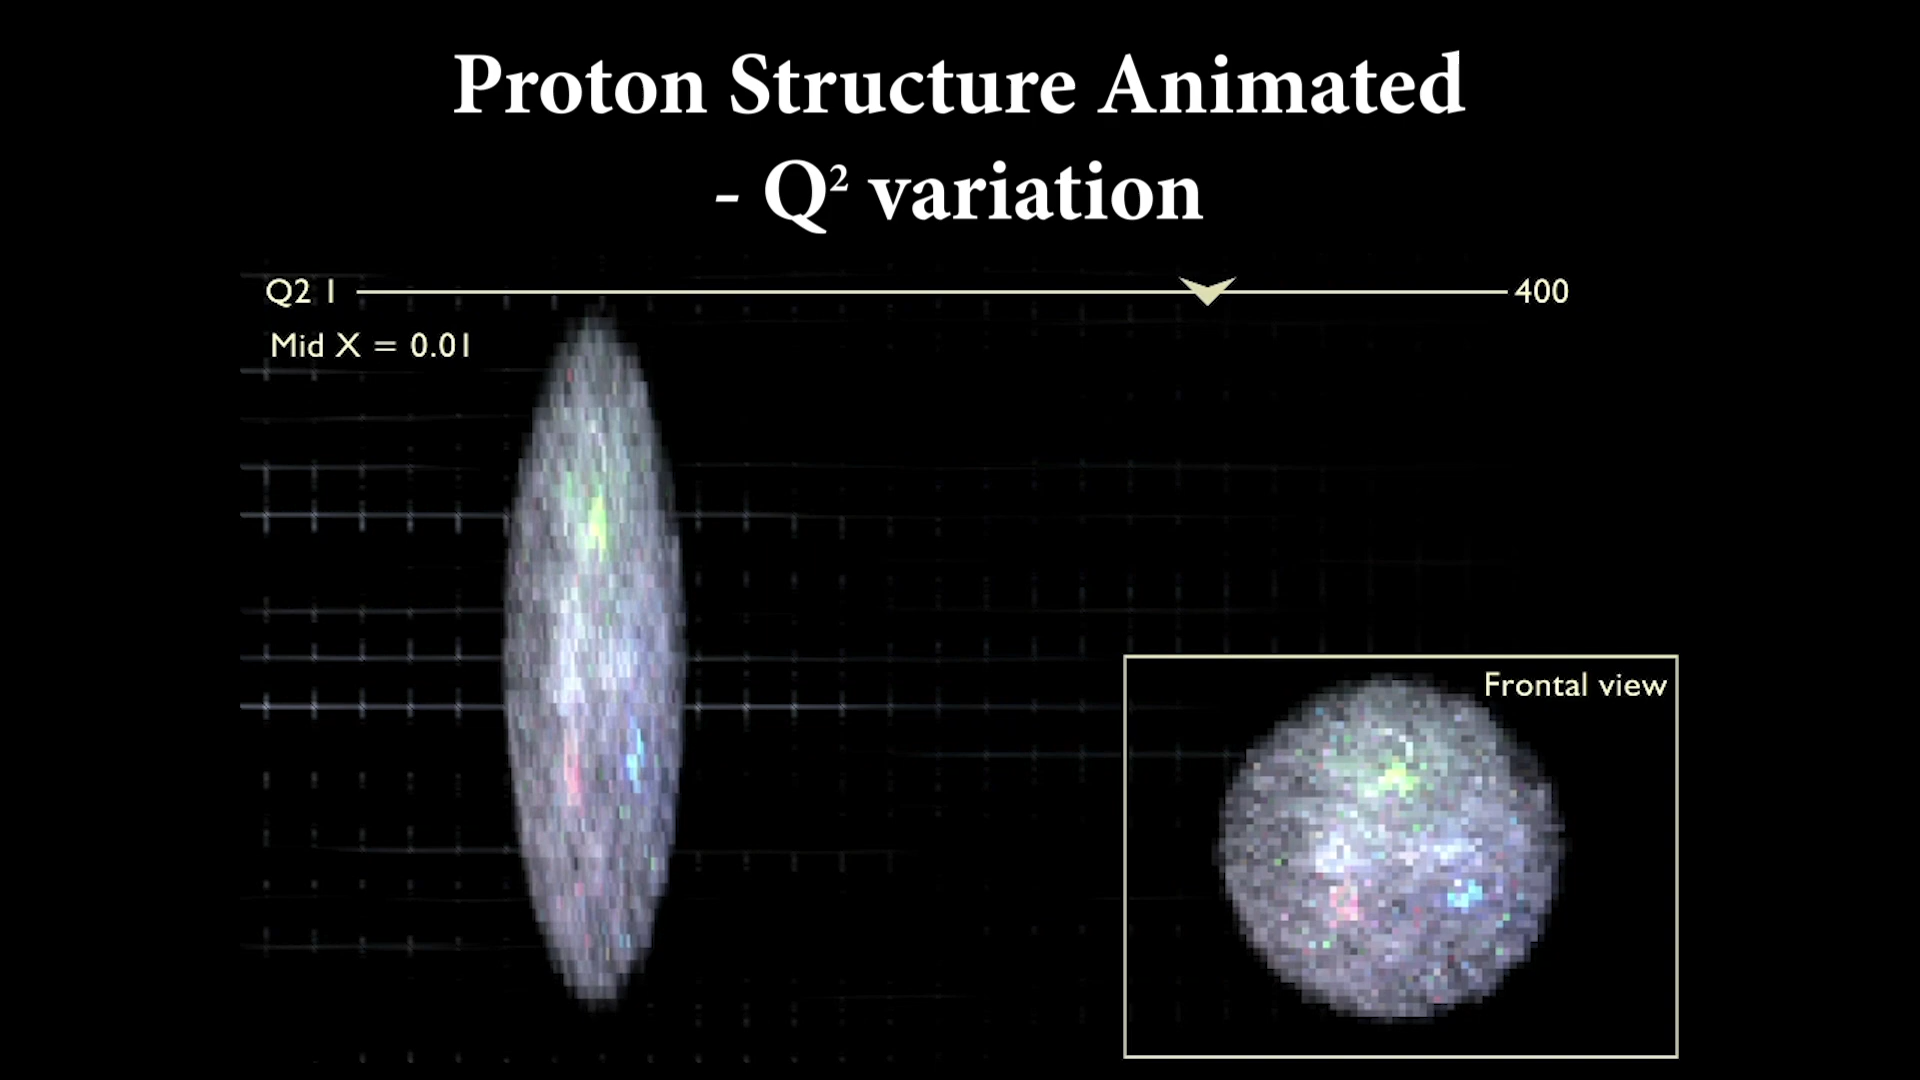 Proton Structure Animated
- Q² variation
Q2 1 400
Mid X = 0.01
Frontal view